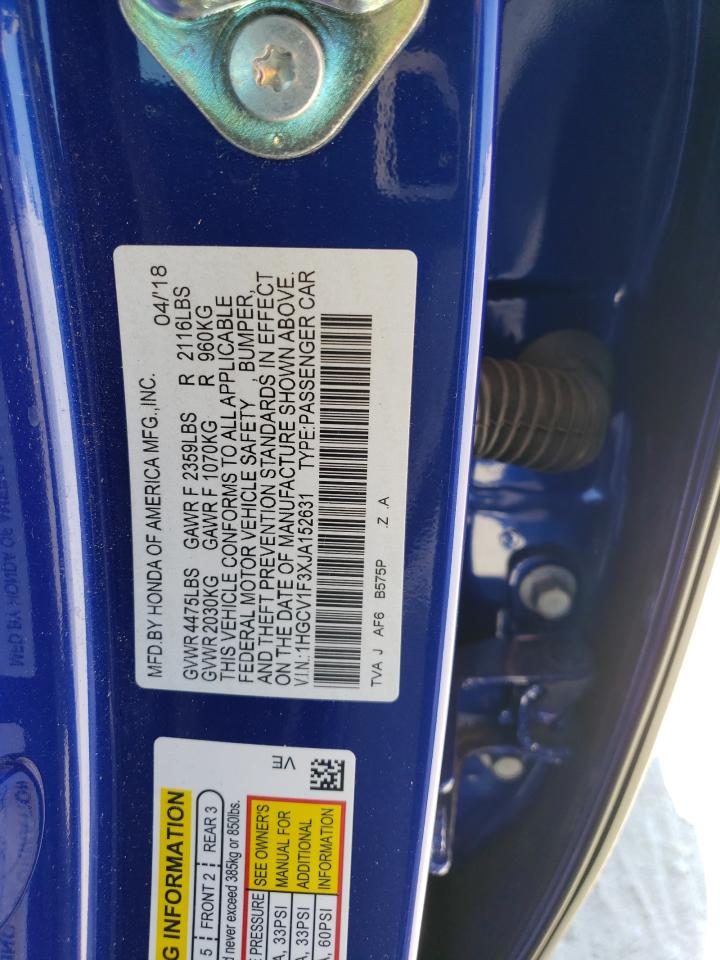 MFD.BY HONDA OF AMERICA MFG.,INC. 04/'18
GVWR 4475LBS GAWR F 2359LBS R 2116LBS
GVWR 2030KG GAWR F 1070KG R 960KG
THIS VEHICLE CONFORMS TO ALL APPLICABLE
FEDERAL MOTOR VEHICLE SAFETY , BUMPER,
AND THEFT PREVENTION STANDARDS IN EFFECT
ON THE DATE OF MANUFACTURE SHOWN ABOVE.
V.I.N.:1HGCV1F3XJA152631 TYPE:PASSENGER CAR
TVA J AF6 B575P .Z .A
VE
INFORMATION
5 FRONT 2 REAR 3
never exceed 385kg or 850lbs.
PRESSURE SEE OWNER'S
33PSI MANUAL FOR
33PSI ADDITIONAL
60PSI INFORMATION